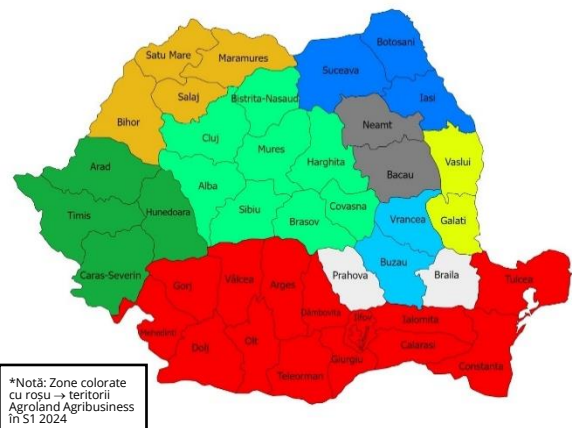 Botosani
Satu Mare
Maramures
Suceava
Salaj
Bistrita-Nasaud
Iasi
Bihor
Neamt
Cluj
Mures
Harghita
Vaslui
Arad
Bacau
Alba
Timis
Hunedoara
Covasna
Sibiu
Brasov
Vrancea
Galati
Buzau
Caras-Severin
Prahova
Braila
Tulcea
Gorj
Vâlcea
Arges
Dâmbovita
Ilfov
Ialomita
Mehedinti
Dolj
Olt
Giurgiu
Calarasi
Teleorman
Constanta
*Notă: Zone colorate
cu roșu → teritorii
Agroland Agribusiness
în S1 2024